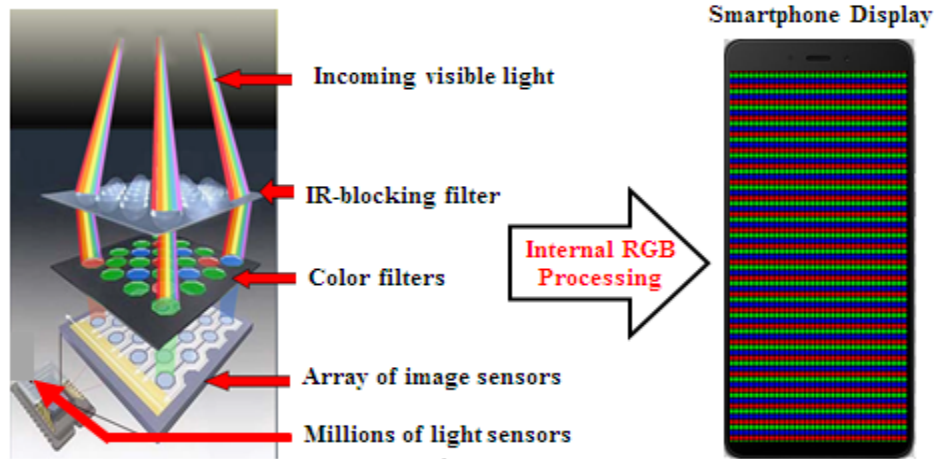 Smartphone Display
Incoming visible light
IR-blocking filter
Internal RGB
Processing
Color filters
Array of image sensors
Millions of light sensors